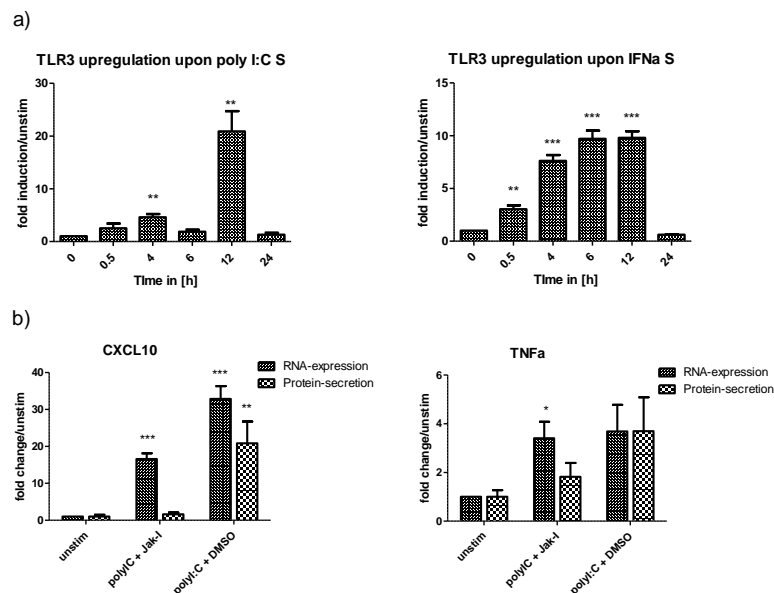 a)
TLR3 upregulation upon poly I:C S
fold induction/unstim
30
20
10
0
**
**
0
0.5
4
6
12
24
TIme in [h]
TLR3 upregulation upon IFNa S
fold induction/unstim
15
10
5
0
**
***
***
***
0
0.5
4
6
12
24
TIme in [h]
b)
CXCL10
RNA-expression
Protein-secretion
fold change/unstim
40
30
20
10
0
***
***
**
unstim
polyIC + Jak-I
polyI:C + DMSO
TNFa
RNA-expression
Protein-secretion
fold change/unstim
6
4
2
0
*
unstim
polyIC + Jak-I
polyI:C + DMSO